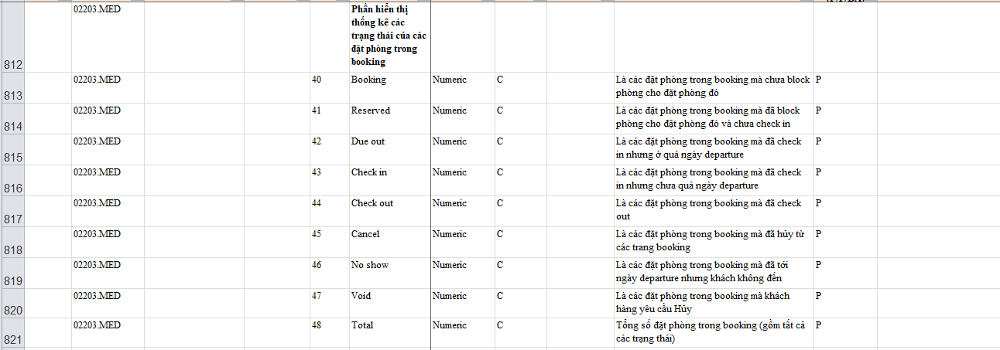 02203.MED Phần hiển thị
thống kê các
trạng thái của các
đặt phòng trong
812 booking
02203.MED 40 Booking Numeric C Là các đặt phòng trong booking mà chưa block P
813 phòng cho đặt phòng đó
02203.MED 41 Reserved Numeric C Là các đặt phòng trong booking mà đã block P
814 phòng cho đặt phòng đó và chưa check in
02203.MED 42 Due out Numeric C Là các đặt phòng trong booking mà đã check P
815 in nhưng ở quá ngày departure
02203.MED 43 Check in Numeric C Là các đặt phòng trong booking mà đã check P
816 in nhưng chưa quá ngày departure
02203.MED 44 Check out Numeric C Là các đặt phòng trong booking mà đã check P
817 out
02203.MED 45 Cancel Numeric C Là các đặt phòng trong booking mà đã hủy từ P
818 các trang booking
02203.MED 46 No show Numeric C Là các đặt phòng trong booking mà đã tới P
819 ngày departure nhưng khách không đến
02203.MED 47 Void Numeric C Là các đặt phòng trong booking mà khách P
820 hàng yêu cầu Hủy
02203.MED 48 Total Numeric C Tổng số đặt phòng trong booking (gồm tất cả P
821 các trạng thái)